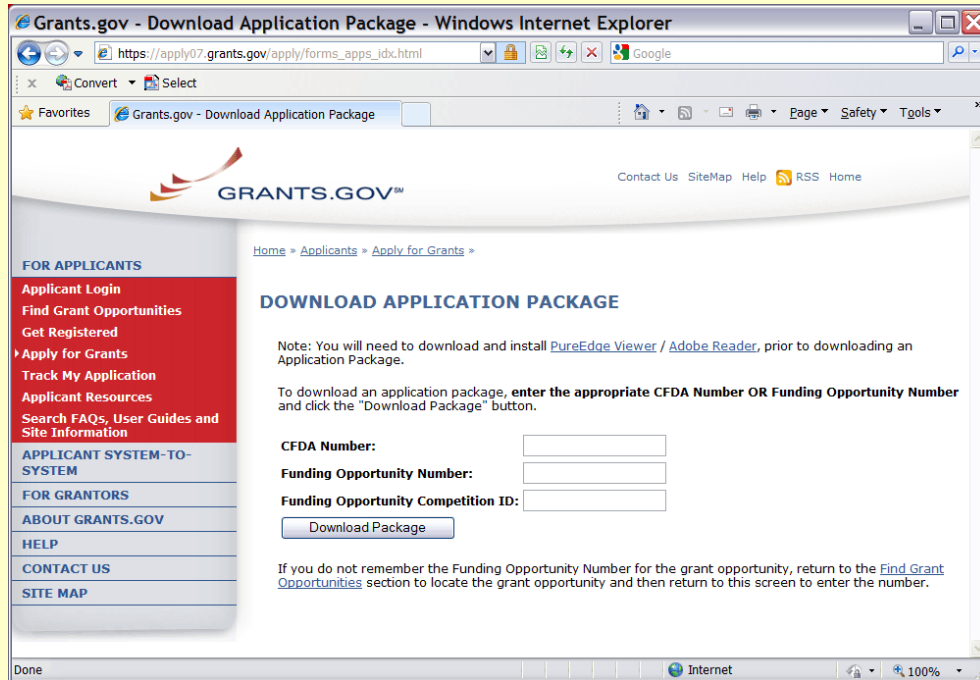 Grants.gov - Download Application Package - Windows Internet Explorer
https://apply07.grants.gov/apply/forms_apps_idx.html
Google
x Convert Select
Favorites Grants.gov - Download Application Package Page Safety Tools »
GRANTS.GOV℠
Contact Us SiteMap Help RSS Home
Home » Applicants » Apply for Grants »
FOR APPLICANTS
Applicant Login
Find Grant Opportunities
Get Registered
Apply for Grants
Track My Application
Applicant Resources
Search FAQs, User Guides and
Site Information
APPLICANT SYSTEM-TO-
SYSTEM
FOR GRANTORS
ABOUT GRANTS.GOV
HELP
CONTACT US
SITE MAP
DOWNLOAD APPLICATION PACKAGE
Note: You will need to download and install PureEdge Viewer / Adobe Reader, prior to downloading an
Application Package.
To download an application package, enter the appropriate CFDA Number OR Funding Opportunity Number
and click the "Download Package" button.
CFDA Number:
Funding Opportunity Number:
Funding Opportunity Competition ID:
Download Package
If you do not remember the Funding Opportunity Number for the grant opportunity, return to the Find Grant
Opportunities section to locate the grant opportunity and then return to this screen to enter the number.
Done Internet 100%